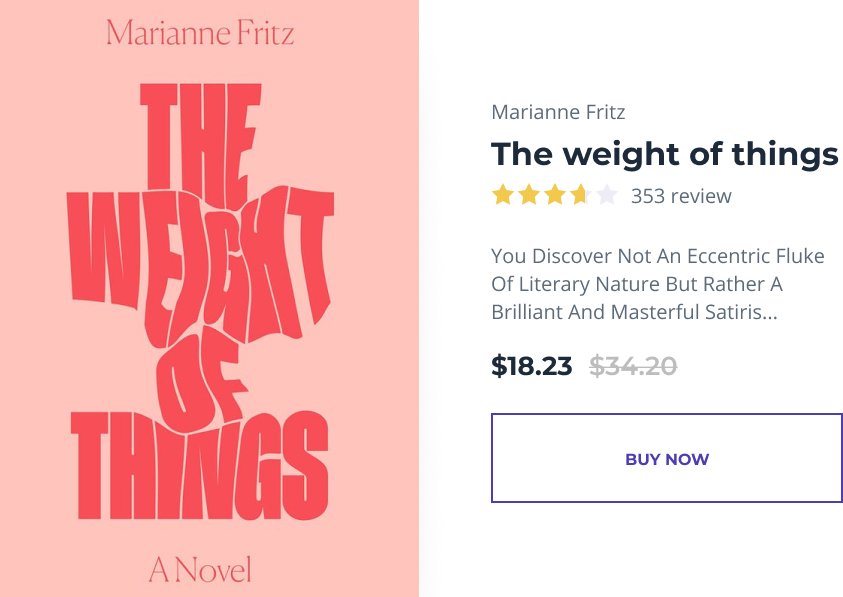 Marianne Fritz
THE
WEIGHT
OF
THINGS
A Novel
Marianne Fritz
The weight of things
353 review
You Discover Not An Eccentric Fluke
Of Literary Nature But Rather A
Brilliant And Masterful Satiris...
$18.23 $34.20
BUY NOW